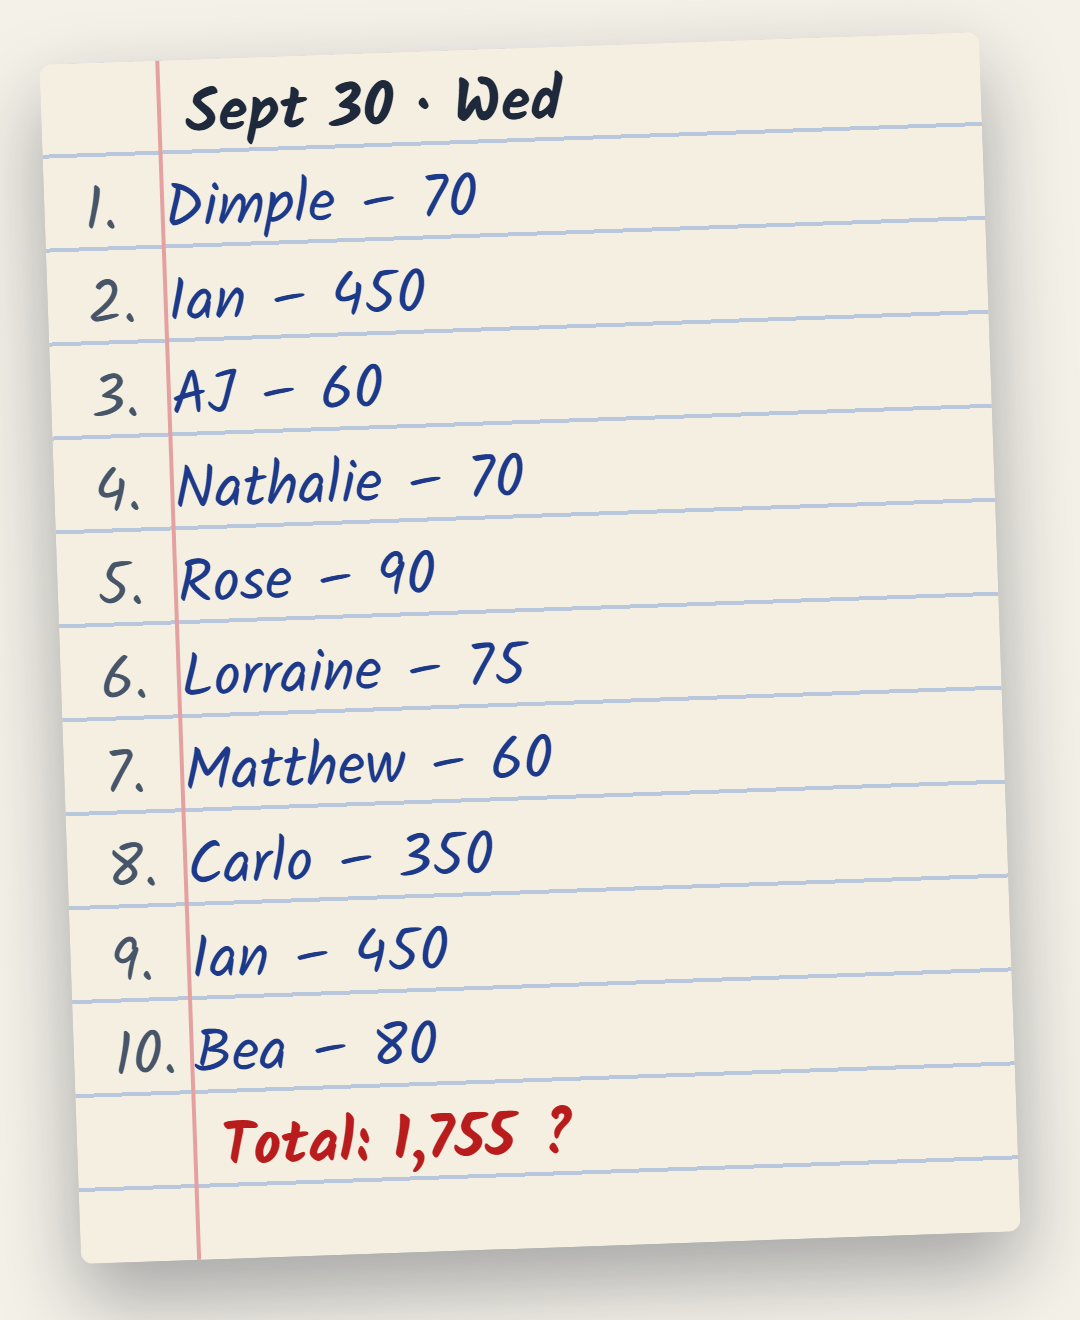 Sept 30 · Wed
1. Dimple – 70
2. Ian – 450
3. AJ – 60
4. Nathalie – 70
5. Rose – 90
6. Lorraine – 75
7. Matthew – 60
8. Carlo – 350
9. Ian – 450
10. Bea – 80
Total: 1,755 ?